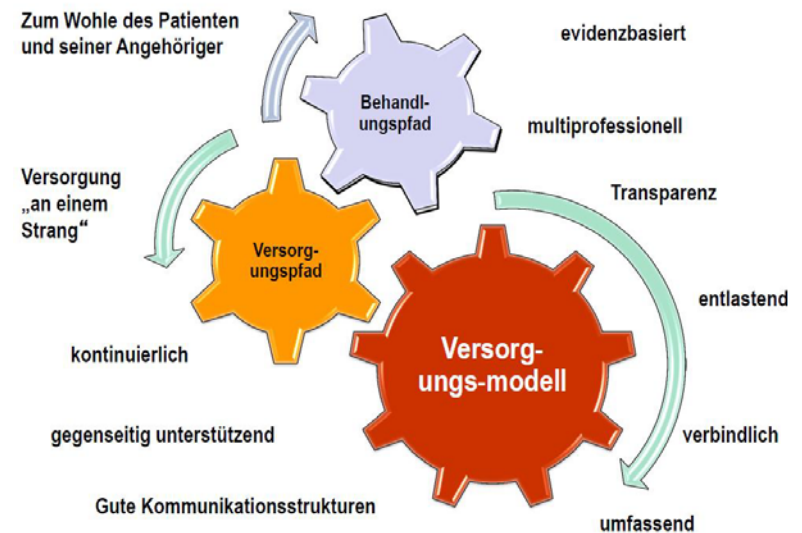 Zum Wohle des Patienten
und seiner Angehöriger
evidenzbasiert
Behandl-
ungspfad
multiprofessionell
Versorgung
„an einem
Strang“
Transparenz
Versorg-
ungspfad
entlastend
kontinuierlich
Versorg-
ungs-modell
gegenseitig unterstützend
verbindlich
Gute Kommunikationsstrukturen
umfassend